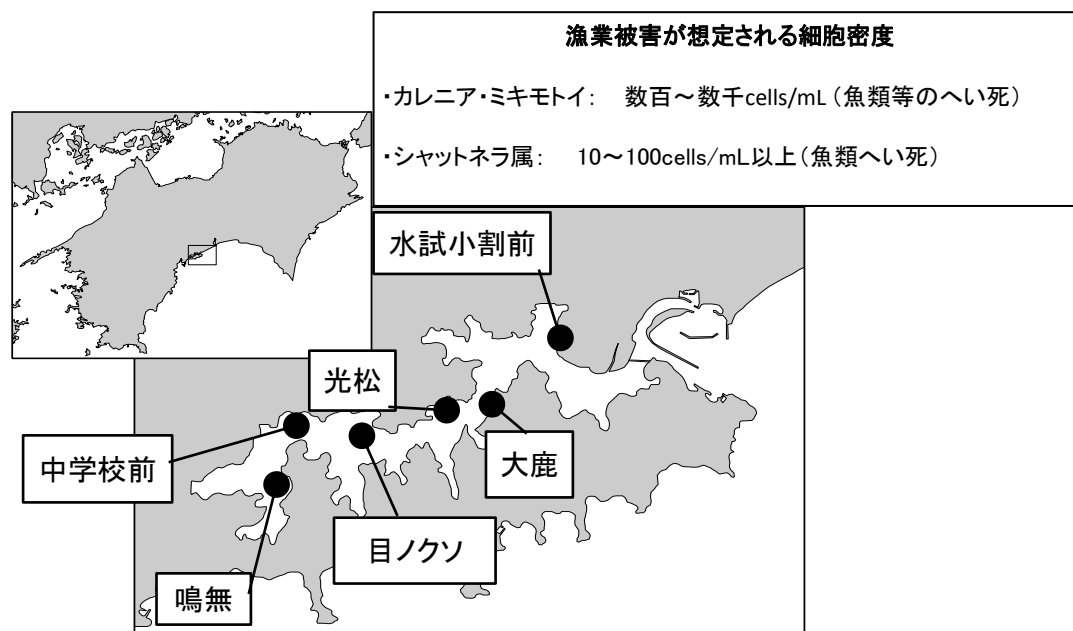 漁業被害が想定される細胞密度
・カレニア・ミキモトイ: 数百～数千cells/mL(魚類等のへい死)
・シャットネラ属: 10～100cells/mL以上(魚類へい死)
水試小割前
光松
中学校前
大鹿
目ノクソ
鳴無